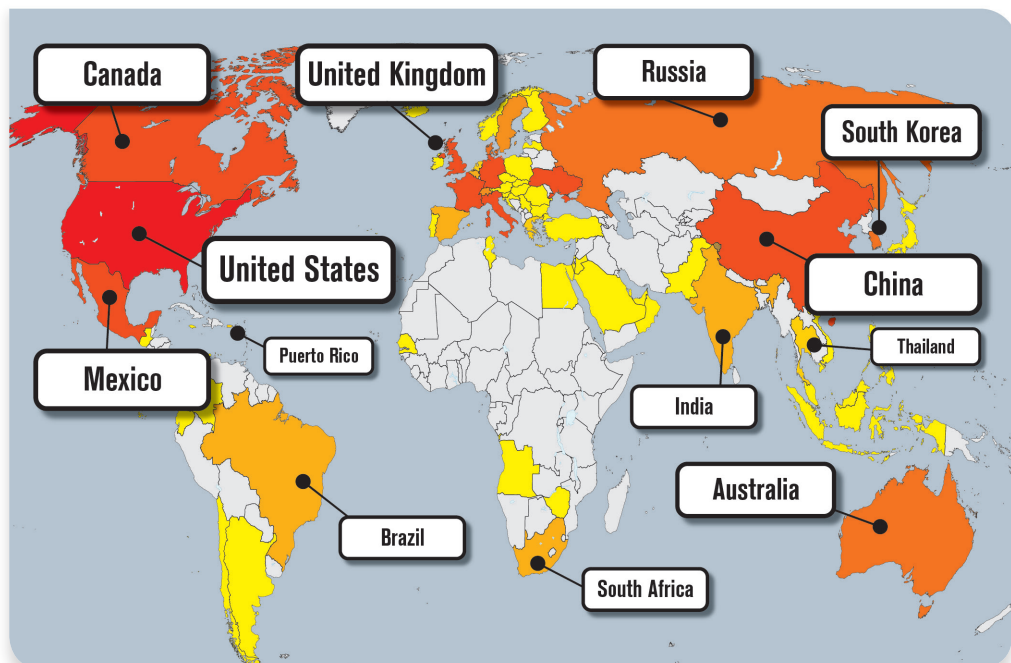 Canada
United Kingdom
Russia
South Korea
United States
China
Mexico
Puerto Rico
Thailand
India
Australia
Brazil
South Africa